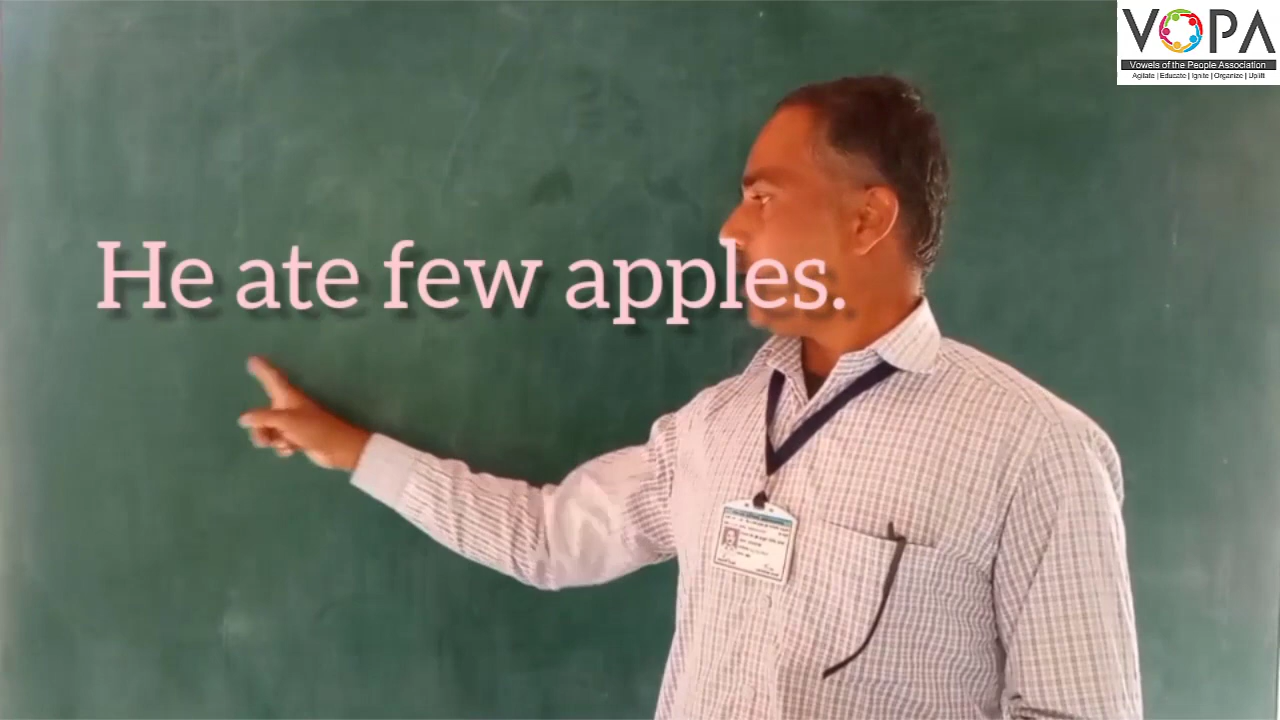 VOPA
Vowels of the People Association
Agitate | Educate | Ignite | Organize | Uplift
He ate few apples.